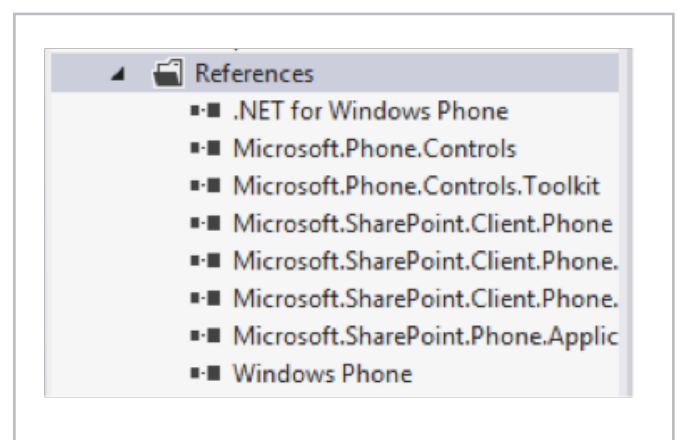 References
.NET for Windows Phone
Microsoft.Phone.Controls
Microsoft.Phone.Controls.Toolkit
Microsoft.SharePoint.Client.Phone
Microsoft.SharePoint.Client.Phone.
Microsoft.SharePoint.Client.Phone.
Microsoft.SharePoint.Phone.Applic
Windows Phone